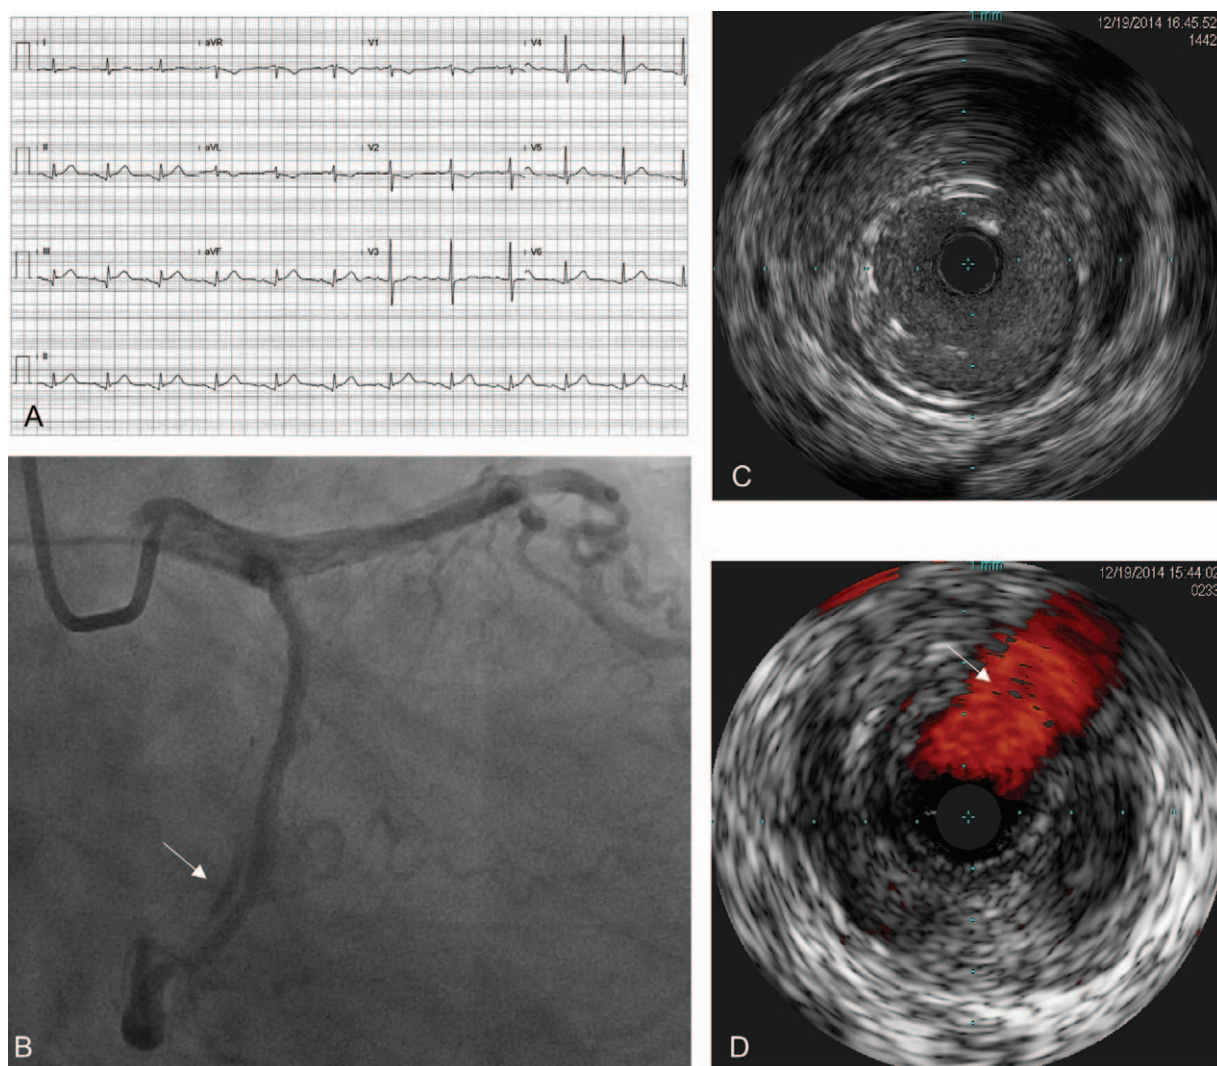 I aVR V1 V4
II aVL V2 V5
III aVF V3 V6
II
A
B
1 mm
12/19/2014 16:45:52
1442
C
1 mm
12/19/2014 15:44:02
0233
D